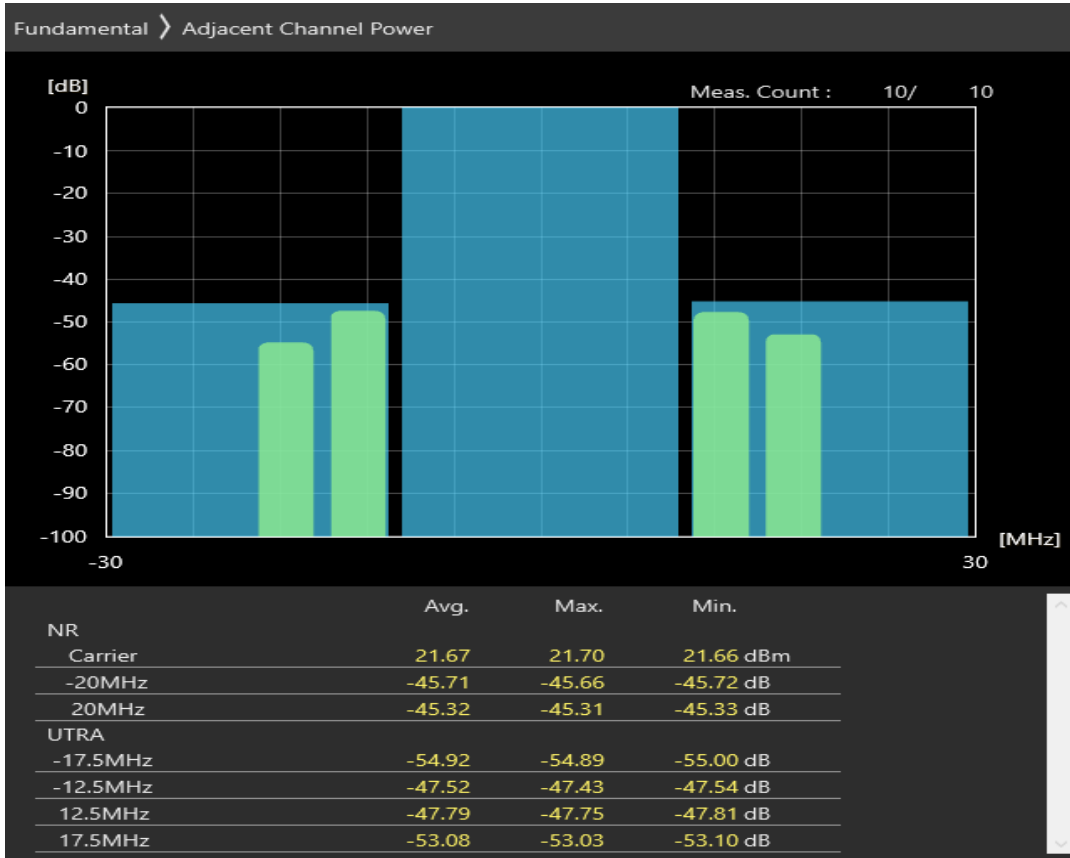 Fundamental ❭ Adjacent Channel Power
[dB]
Meas. Count : 10/ 10
0
-10
-20
-30
-40
-50
-60
-70
-80
-90
-100
[MHz]
-30 30
Avg. Max. Min.
NR
Carrier 21.67 21.70 21.66 dBm
-20MHz -45.71 -45.66 -45.72 dB
20MHz -45.32 -45.31 -45.33 dB
UTRA
-17.5MHz -54.92 -54.89 -55.00 dB
-12.5MHz -47.52 -47.43 -47.54 dB
12.5MHz -47.79 -47.75 -47.81 dB
17.5MHz -53.08 -53.03 -53.10 dB